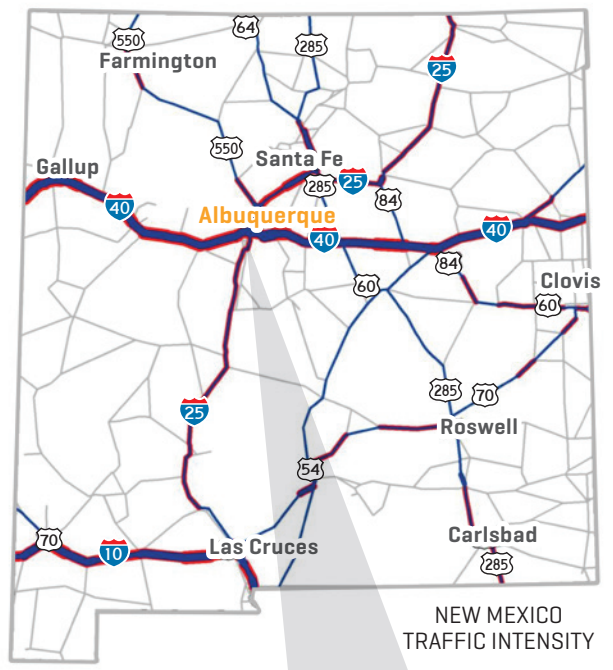 64
550
285
Farmington
25
550
Santa Fe
Gallup
285
25
84
40
Albuquerque
40
40
84
Clovis
60
60
285
70
25
Roswell
54
70
10
Las Cruces
Carlsbad
285
NEW MEXICO
TRAFFIC INTENSITY